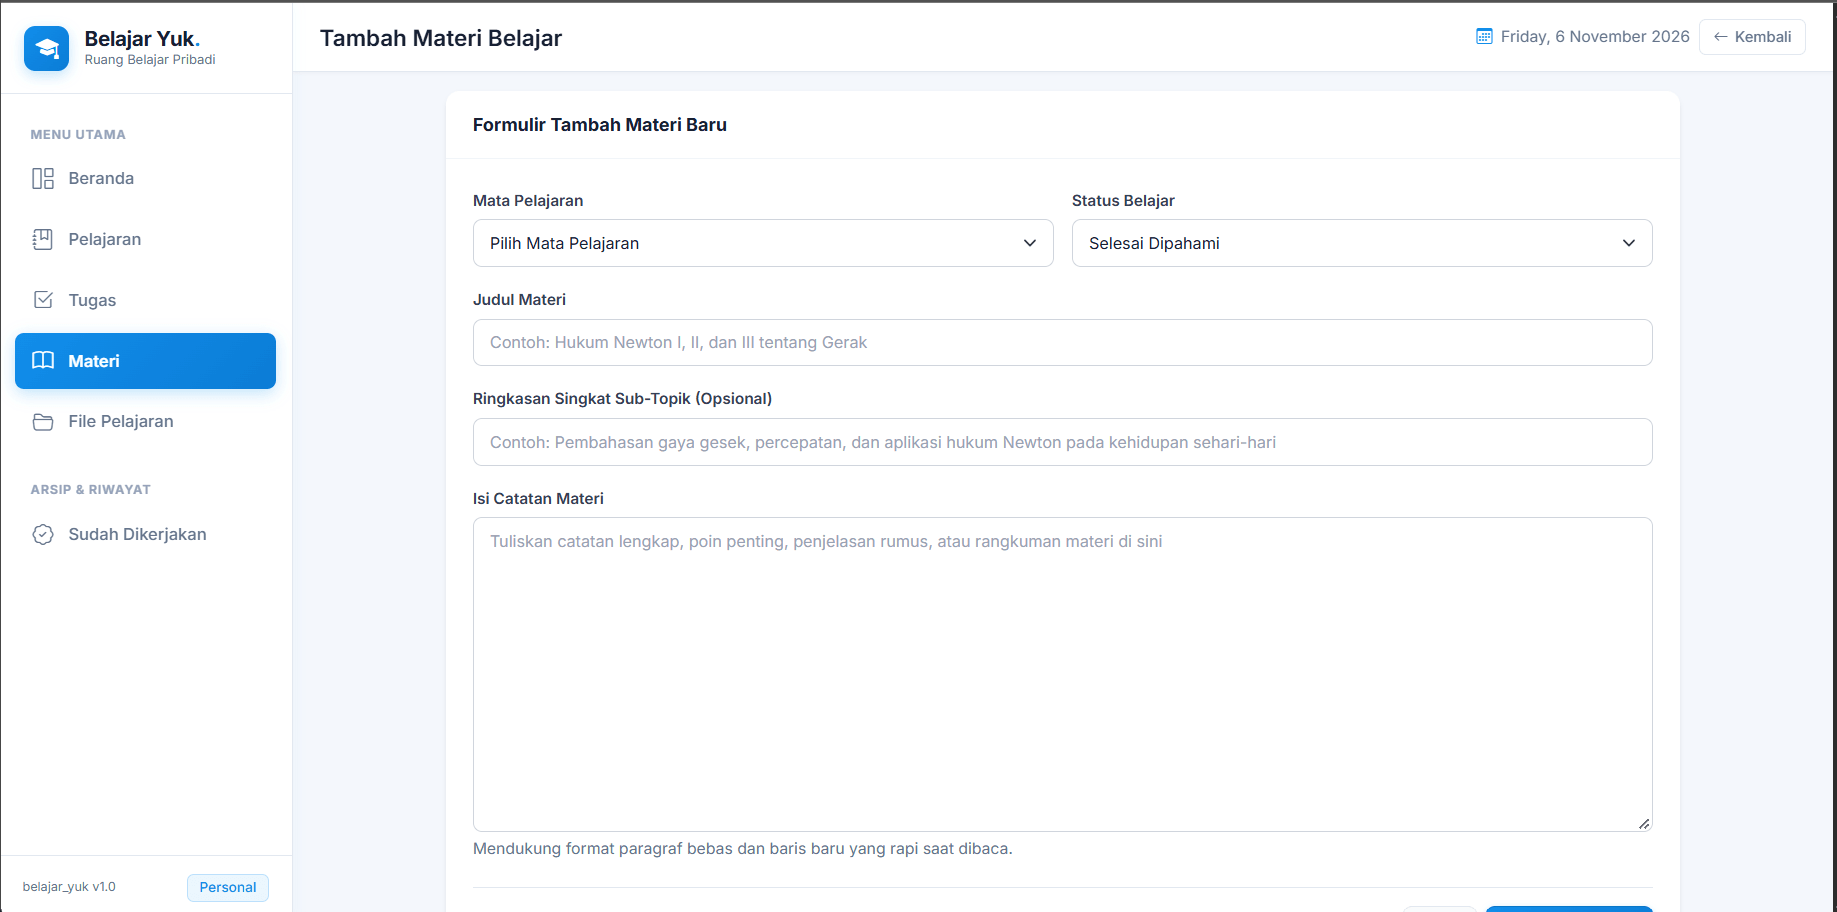 Belajar Yuk.
Ruang Belajar Pribadi
MENU UTAMA
Beranda
Pelajaran
Tugas
Materi
File Pelajaran
ARSIP & RIWAYAT
Sudah Dikerjakan
belajar_yuk v1.0
Personal
Tambah Materi Belajar
Friday, 6 November 2026
← Kembali
Formulir Tambah Materi Baru
Mata Pelajaran
Pilih Mata Pelajaran
Status Belajar
Selesai Dipahami
Judul Materi
Contoh: Hukum Newton I, II, dan III tentang Gerak
Ringkasan Singkat Sub-Topik (Opsional)
Contoh: Pembahasan gaya gesek, percepatan, dan aplikasi hukum Newton pada kehidupan sehari-hari
Isi Catatan Materi
Tuliskan catatan lengkap, poin penting, penjelasan rumus, atau rangkuman materi di sini
Mendukung format paragraf bebas dan baris baru yang rapi saat dibaca.